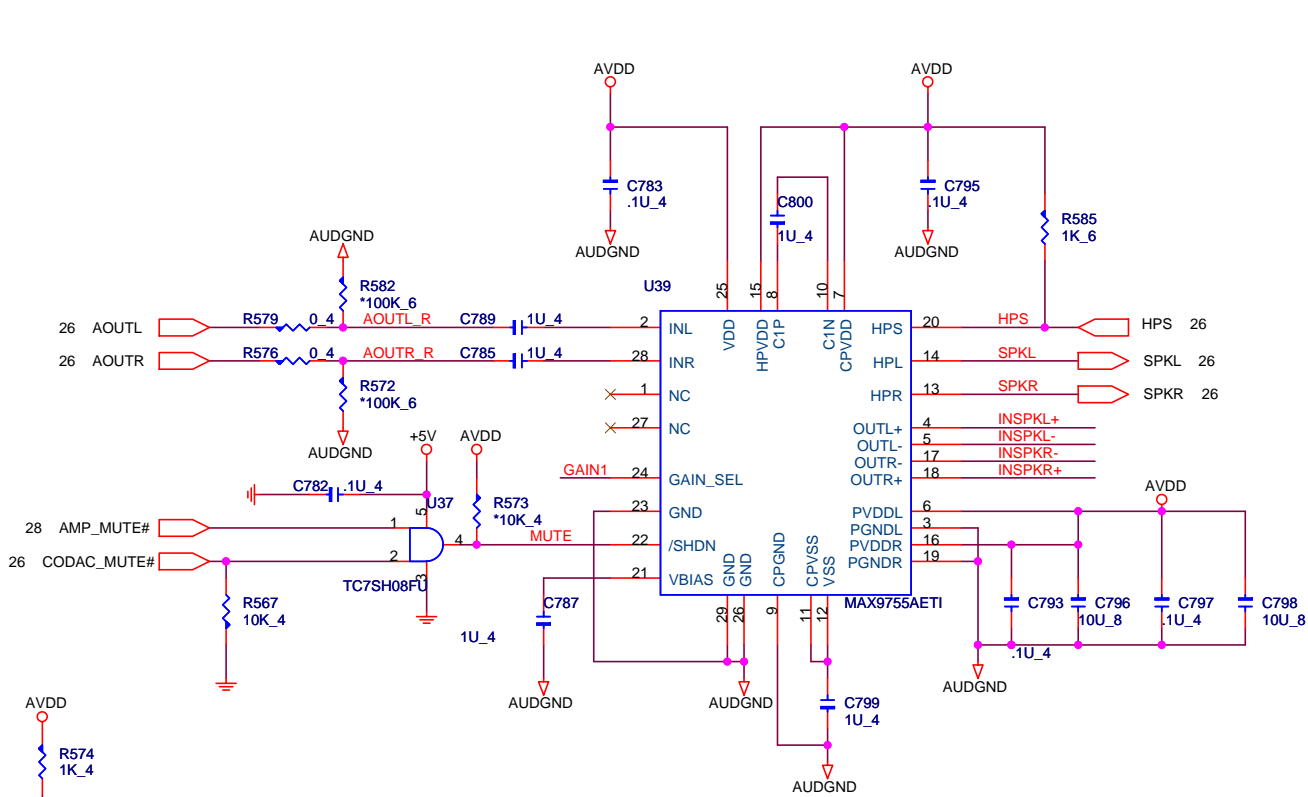 AVDD
AVDD
C783
.1U_4
C800
1U_4
C795
.1U_4
R585
1K_6
AUDGND
AUDGND
AUDGND
R582
*100K_6
U39
25
15
8
10
7
26 AOUTL
R579
0_4
AOUTL_R
C789
1U_4
2
INL
VDD
HPVDD
C1P
C1N
CPVDD
HPS
20
HPS
HPS 26
26 AOUTR
R576
0_4
AOUTR_R
C785
1U_4
28
INR
HPL
14
SPKL
SPKL 26
R572
*100K_6
1
NC
HPR
13
SPKR
SPKR 26
AUDGND
27
NC
OUTL+
4
INSPKL+
OUTL-
5
INSPKL-
OUTR-
17
INSPKR-
OUTR+
18
INSPKR+
+5V
AVDD
GAIN1
24
GAIN_SEL
C782
.1U_4
U37
R573
*10K_4
23
GND
PVDDL
6
AVDD
PGNDL
3
PVDDR
16
PGNDR
19
28 AMP_MUTE#
1
5
4
MUTE
22
/SHDN
26 CODAC_MUTE#
2
3
TC7SH08FU
21
VBIAS
GND
GND
CPGND
CPVSS
VSS
MAX9755AETI
R567
10K_4
C787
1U_4
29
26
9
11
12
C793
.1U_4
C796
10U_8
C797
.1U_4
C798
10U_8
AUDGND
AUDGND
AUDGND
C799
1U_4
AUDGND
AVDD
R574
1K_4